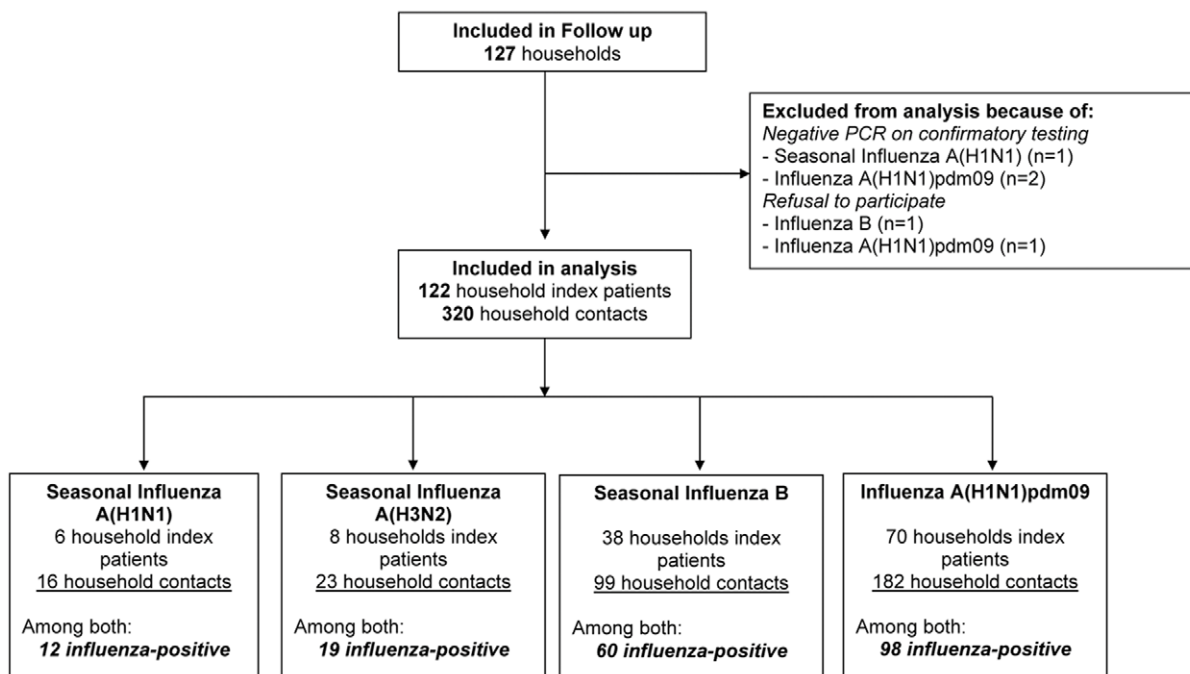 Included in Follow up
127 households
Excluded from analysis because of:
Negative PCR on confirmatory testing
- Seasonal Influenza A(H1N1) (n=1)
- Influenza A(H1N1)pdm09 (n=2)
Refusal to participate
- Influenza B (n=1)
- Influenza A(H1N1)pdm09 (n=1)
Included in analysis
122 household index patients
320 household contacts
Seasonal Influenza
A(H1N1)
6 household index
patients
16 household contacts
Among both:
12 influenza-positive
Seasonal Influenza
A(H3N2)
8 household index
patients
23 household contacts
Among both:
19 influenza-positive
Seasonal Influenza B
38 households index
patients
99 household contacts
Among both:
60 influenza-positive
Influenza A(H1N1)pdm09
70 households index
patients
182 household contacts
Among both:
98 influenza-positive